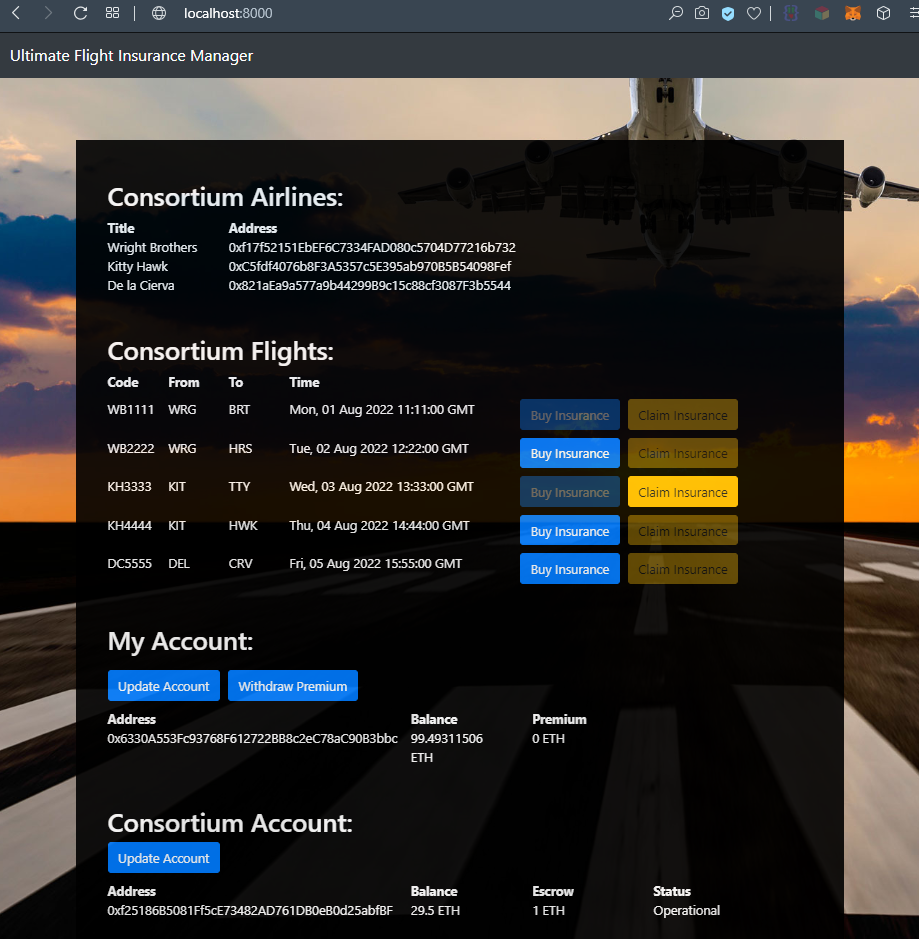 localhost:8000
Ultimate Flight Insurance Manager
Consortium Airlines:
Title Address
Wright Brothers 0xf17f52151EbEF6C7334FAD080c5704D77216b732
Kitty Hawk 0xC5fdf4076b8F3A5357c5E395ab970B5B54098Fef
De la Cierva 0x821aEa9a577a9b44299B9c15c88cf3087F3b5544
Consortium Flights:
Code From To Time
WB1111 WRG BRT Mon, 01 Aug 2022 11:11:00 GMT Buy Insurance Claim Insurance
WB2222 WRG HRS Tue, 02 Aug 2022 12:22:00 GMT Buy Insurance Claim Insurance
KH3333 KIT TTY Wed, 03 Aug 2022 13:33:00 GMT Buy Insurance Claim Insurance
KH4444 KIT HWK Thu, 04 Aug 2022 14:44:00 GMT Buy Insurance Claim Insurance
DC5555 DEL CRV Fri, 05 Aug 2022 15:55:00 GMT Buy Insurance Claim Insurance
My Account:
Update Account Withdraw Premium
Address Balance Premium
0x6330A553Fc93768F612722BB8c2eC78aC90B3bbc 99.49311506 0 ETH
ETH
Consortium Account:
Update Account
Address Balance Escrow Status
0xf25186B5081Ff5cE73482AD761DB0eB0d25abfBF 29.5 ETH 1 ETH Operational